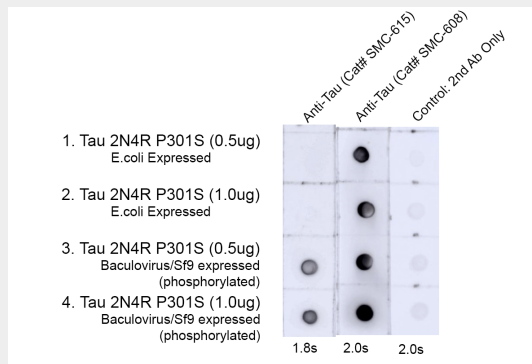 Anti-Tau (Cat# SMC-615)
Anti-Tau (Cat# SMC-608)
Control: 2nd Ab Only
1. Tau 2N4R P301S (0.5ug)
E.coli Expressed
2. Tau 2N4R P301S (1.0ug)
E.coli Expressed
3. Tau 2N4R P301S (0.5ug)
Baculovirus/Sf9 expressed
(phosphorylated)
4. Tau 2N4R P301S (1.0ug)
Baculovirus/Sf9 expressed
(phosphorylated)
1.8s 2.0s 2.0s